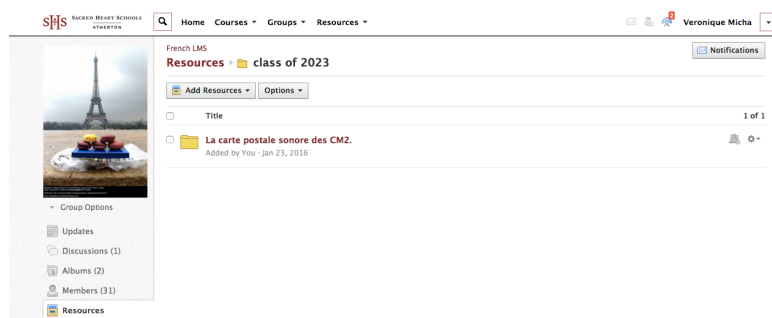 SHS SACRED HEART SCHOOLS
ATHERTON
Home Courses Groups Resources
2
Veronique Micha
French LMS
Resources class of 2023
Notifications
Add Resources Options
Title 1 of 1
La carte postale sonore des CM2.
Added by You · Jan 23, 2016
Group Options
Updates
Discussions (1)
Albums (2)
Members (31)
Resources